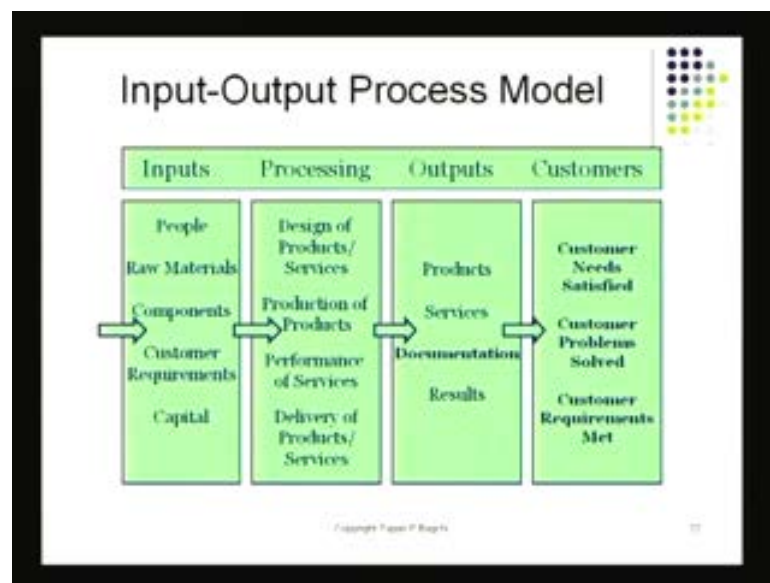 Input-Output Process Model
Inputs Processing Outputs Customers
People
Raw Materials
Components
Customer
Requirements
Capital
Design of
Products/
Services
Production of
Products
Performance
of Services
Delivery of
Products/
Services
Products
Services
Documentation
Results
Customer
Needs
Satisfied
Customer
Problems
Solved
Customer
Requirements
Met
Copyright